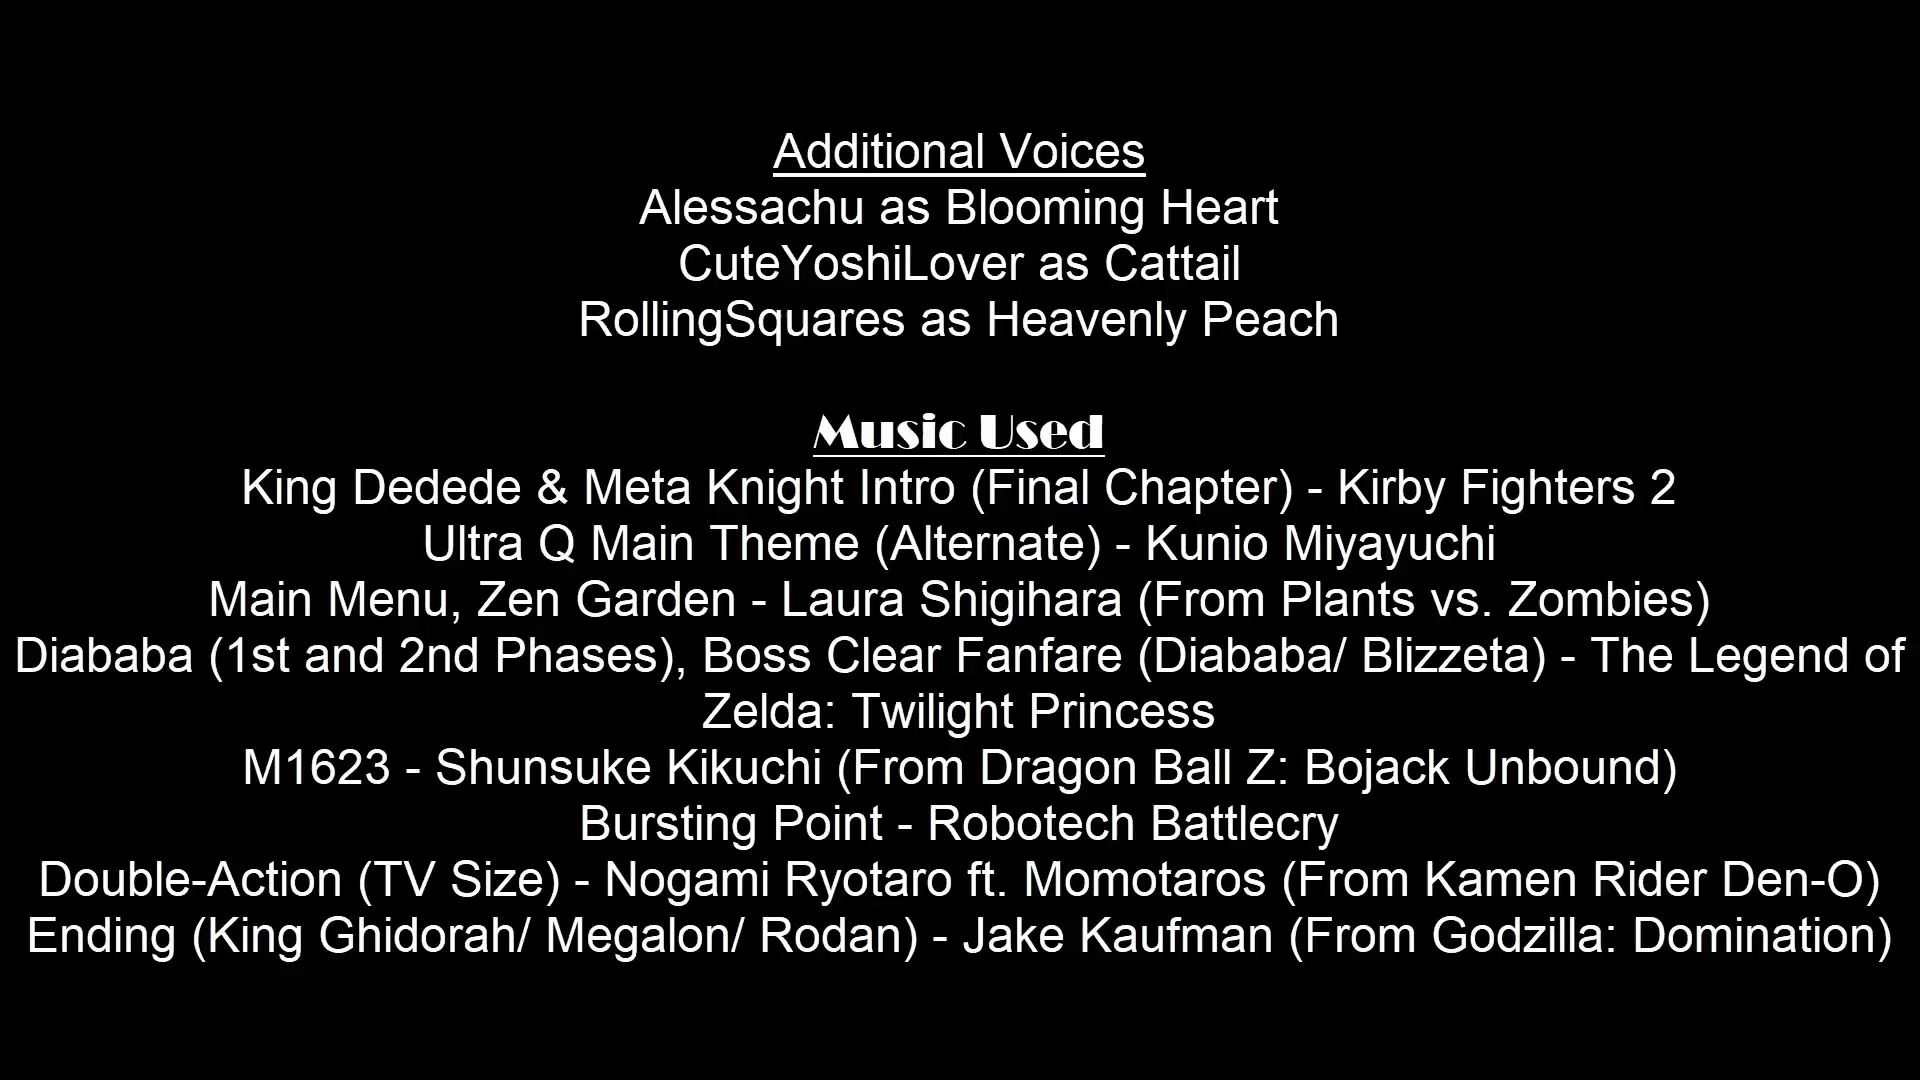 Additional Voices
Alessachu as Blooming Heart
CuteYoshiLover as Cattail
RollingSquares as Heavenly Peach
Music Used
King Dedede & Meta Knight Intro (Final Chapter) - Kirby Fighters 2
Ultra Q Main Theme (Alternate) - Kunio Miyayuchi
Main Menu, Zen Garden - Laura Shigihara (From Plants vs. Zombies)
Diababa (1st and 2nd Phases), Boss Clear Fanfare (Diababa/ Blizzeta) - The Legend of
Zelda: Twilight Princess
M1623 - Shunsuke Kikuchi (From Dragon Ball Z: Bojack Unbound)
Bursting Point - Robotech Battlecry
Double-Action (TV Size) - Nogami Ryotaro ft. Momotaros (From Kamen Rider Den-O)
Ending (King Ghidorah/ Megalon/ Rodan) - Jake Kaufman (From Godzilla: Domination)